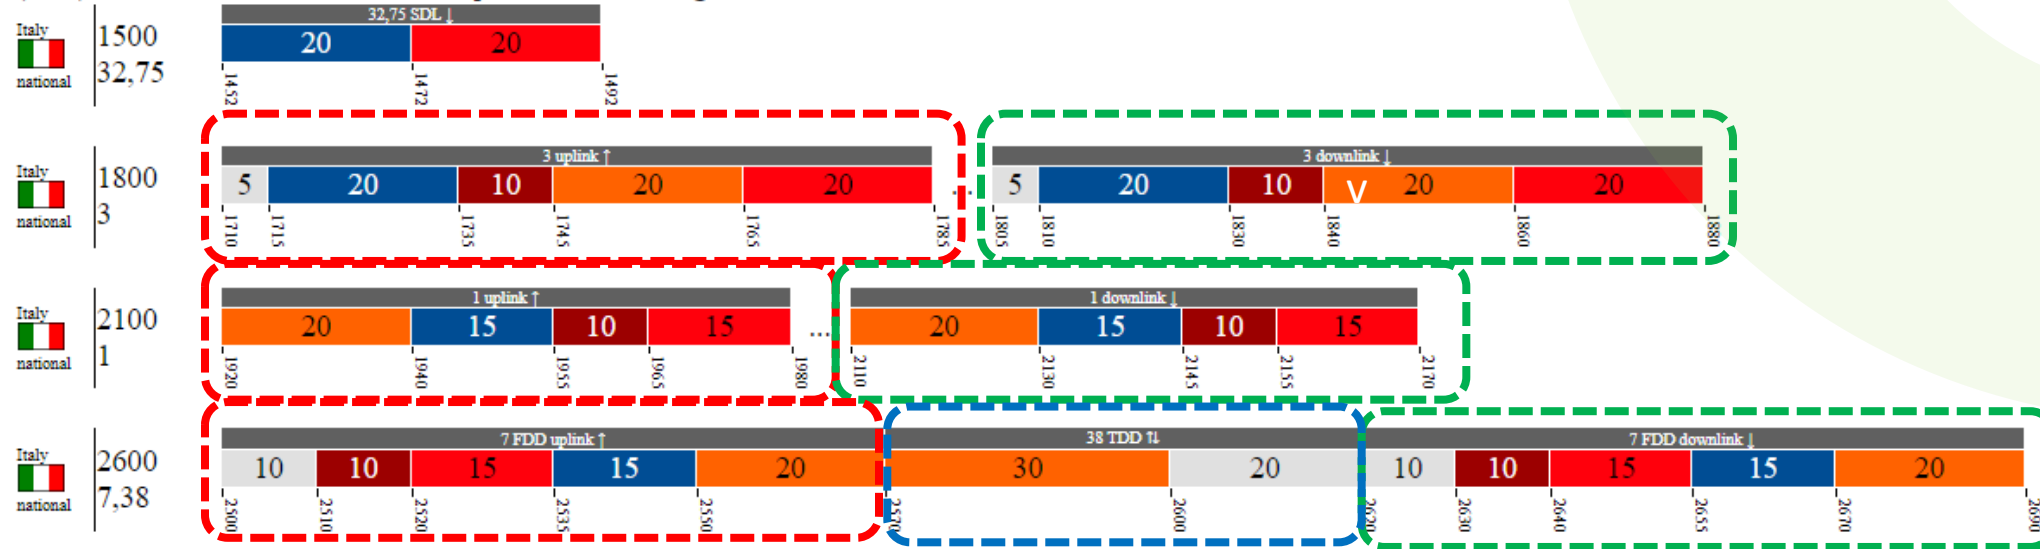 32,75 SDL ↓
Italy
national
1500
32,75
20 20
1452 1472 1492
3 uplink ↑ 3 downlink ↓
Italy
national
1800
3
5 20 10 20 20 ... 5 20 10 V 20 20
1710 1715 1735 1745 1765 1785 1805 1810 1830 1840 1860 1880
1 uplink ↑ 1 downlink ↓
Italy
national
2100
1
20 15 10 15 ... 20 15 10 15
1920 1940 1955 1965 1980 2110 2130 2145 2155 2170
7 FDD uplink ↑ 38 TDD ↑↓ 7 FDD downlink ↓
Italy
national
2600
7,38
10 10 15 15 20 30 20 10 10 15 15 20
2500 2510 2520 2535 2550 2570 2600 2620 2630 2640 2655 2670 2690